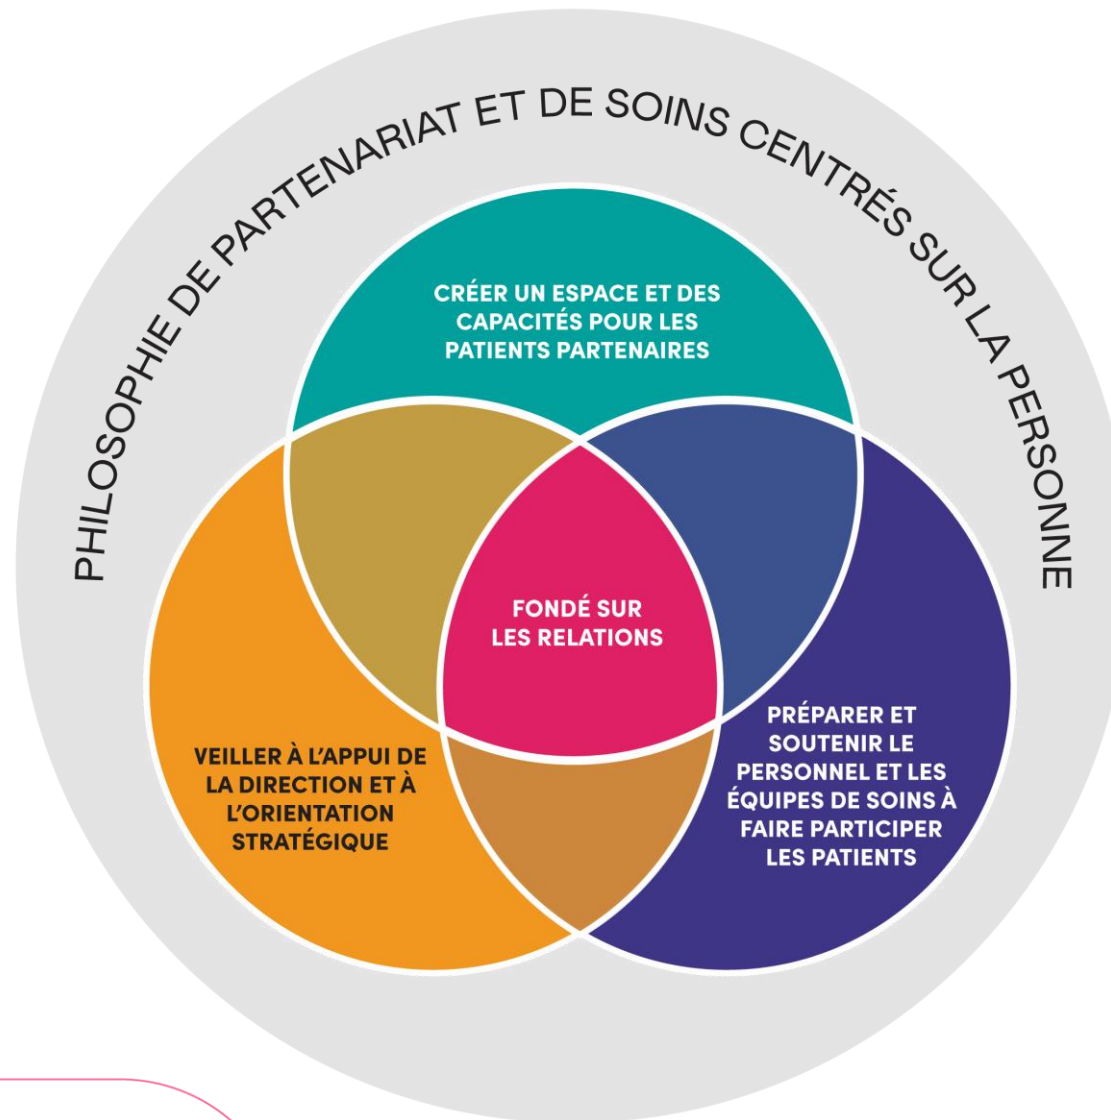 PHILOSOPHIE DE PARTENARIAT ET DE SOINS CENTRÉS SUR LA PERSONNE
CRÉER UN ESPACE ET DES
CAPACITÉS POUR LES
PATIENTS PARTENAIRES
FONDÉ SUR
LES RELATIONS
VEILLER À L’APPUI DE
LA DIRECTION ET À
L’ORIENTATION
STRATÉGIQUE
PRÉPARER ET
SOUTENIR LE
PERSONNEL ET LES
ÉQUIPES DE SOINS À
FAIRE PARTICIPER
LES PATIENTS